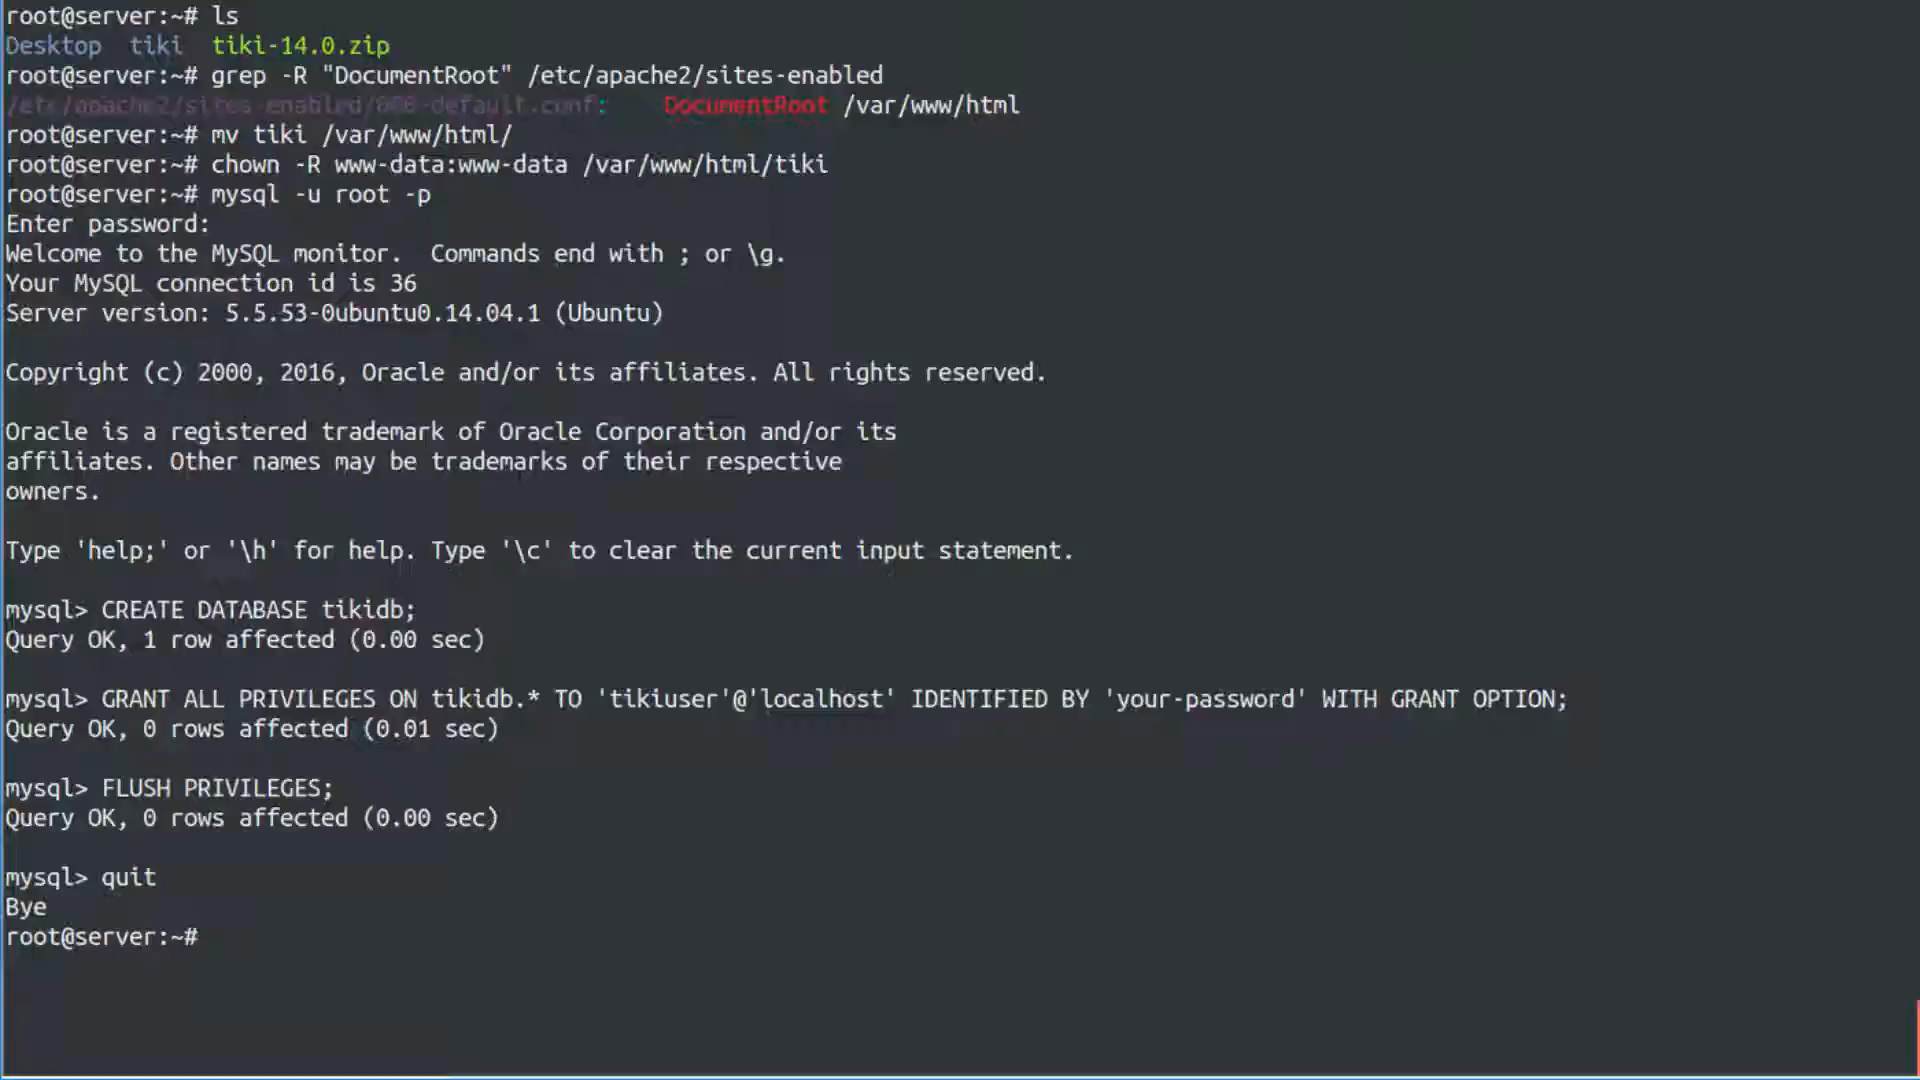 root@server:~# ls
Desktop  tiki  tiki-14.0.zip
root@server:~# grep -R "DocumentRoot" /etc/apache2/sites-enabled
/etc/apache2/sites-enabled/000-default.conf:    DocumentRoot /var/www/html
root@server:~# mv tiki /var/www/html/
root@server:~# chown -R www-data:www-data /var/www/html/tiki
root@server:~# mysql -u root -p
Enter password:
Welcome to the MySQL monitor.  Commands end with ; or \g.
Your MySQL connection id is 36
Server version: 5.5.53-0ubuntu0.14.04.1 (Ubuntu)
Copyright (c) 2000, 2016, Oracle and/or its affiliates. All rights reserved.
Oracle is a registered trademark of Oracle Corporation and/or its
affiliates. Other names may be trademarks of their respective
owners.
Type 'help;' or '\h' for help. Type '\c' to clear the current input statement.
mysql> CREATE DATABASE tikidb;
Query OK, 1 row affected (0.00 sec)
mysql> GRANT ALL PRIVILEGES ON tikidb.* TO 'tikiuser'@'localhost' IDENTIFIED BY 'your-password' WITH GRANT OPTION;
Query OK, 0 rows affected (0.01 sec)
mysql> FLUSH PRIVILEGES;
Query OK, 0 rows affected (0.00 sec)
mysql> quit
Bye
root@server:~#